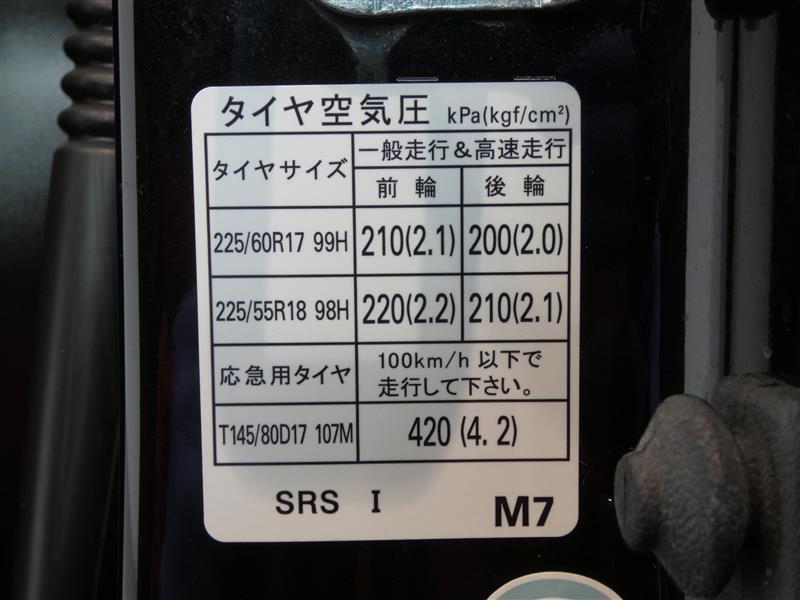 タイヤ空気圧 kPa(kgf/cm²)
タイヤサイズ 一般走行&高速走行
前輪 後輪
225/60R17 99H 210(2.1) 200(2.0)
225/55R18 98H 220(2.2) 210(2.1)
応急用タイヤ 100km/h 以下で
走行して下さい。
T145/80D17 107M 420(4.2)
SRS I M7